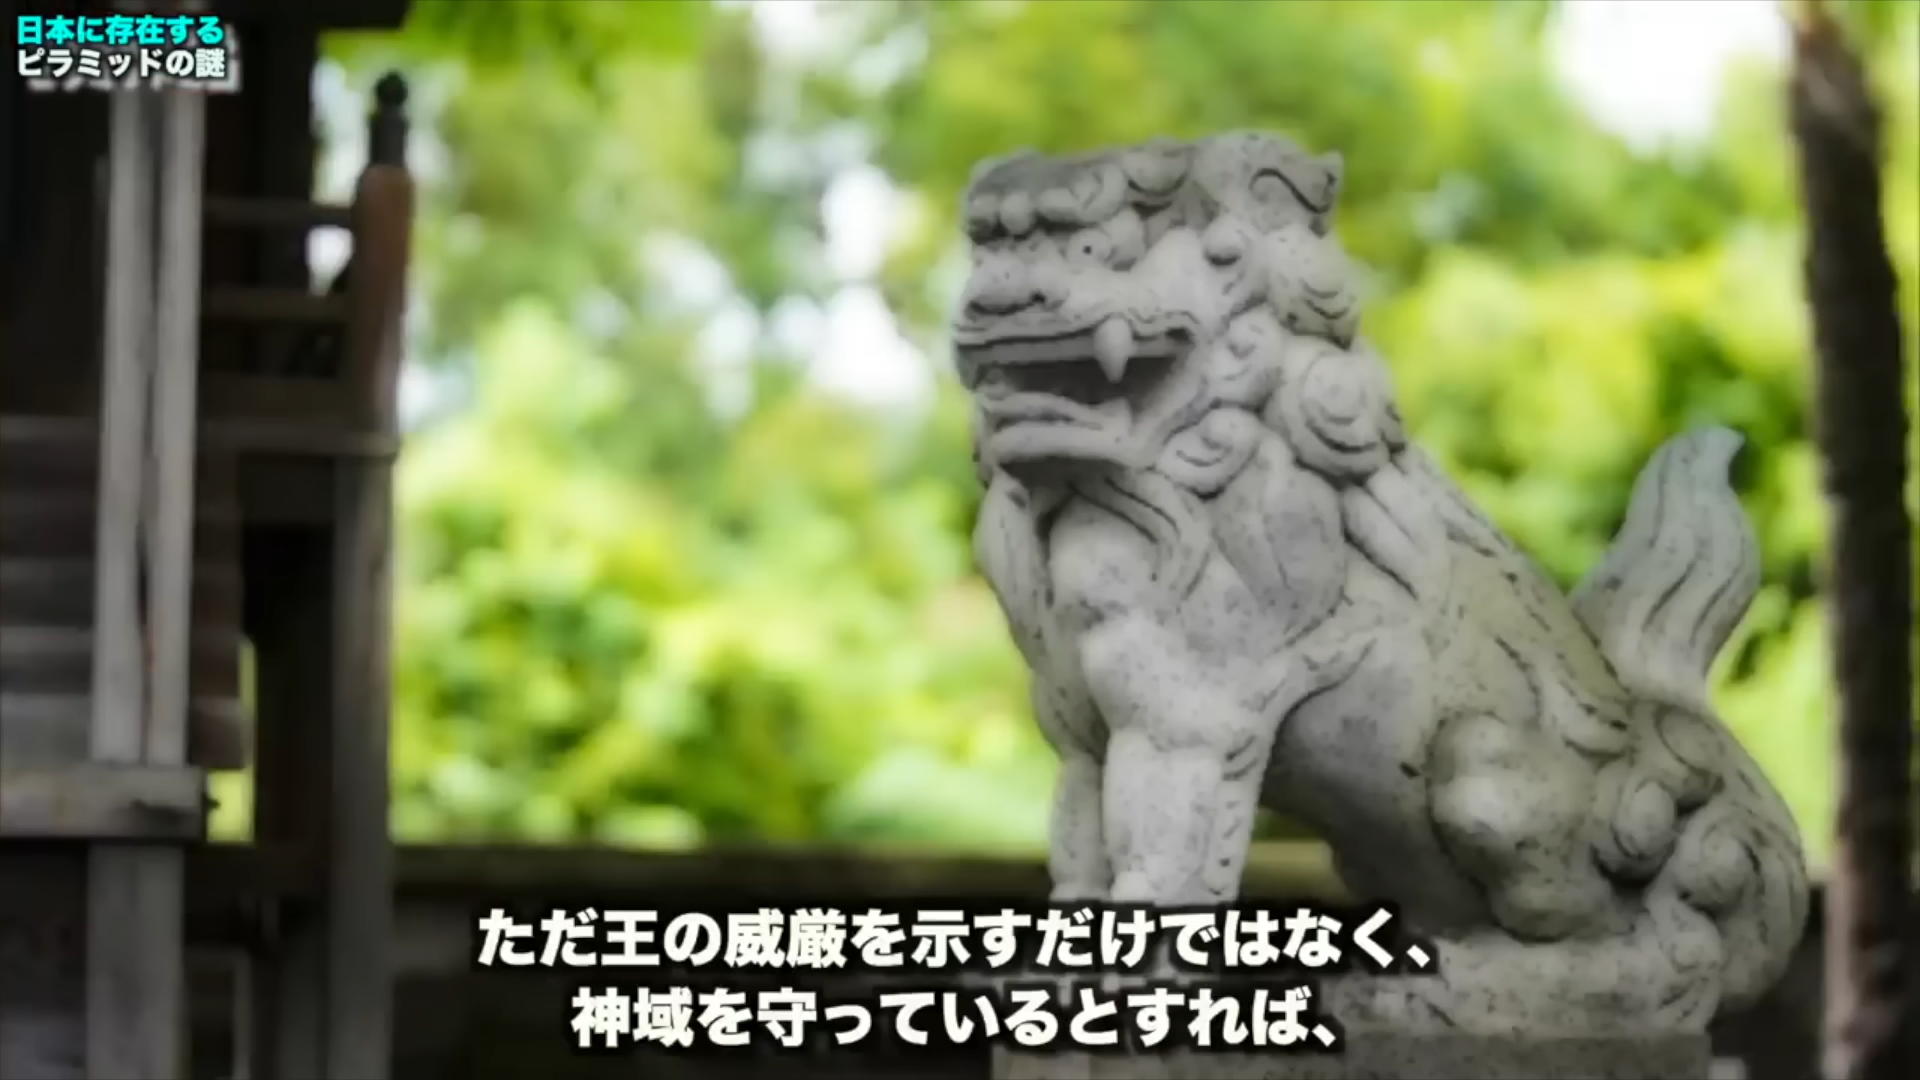 日本に存在する
ピラミッドの謎
ただ王の威厳を示すだけではなく、
神域を守っているとすれば、